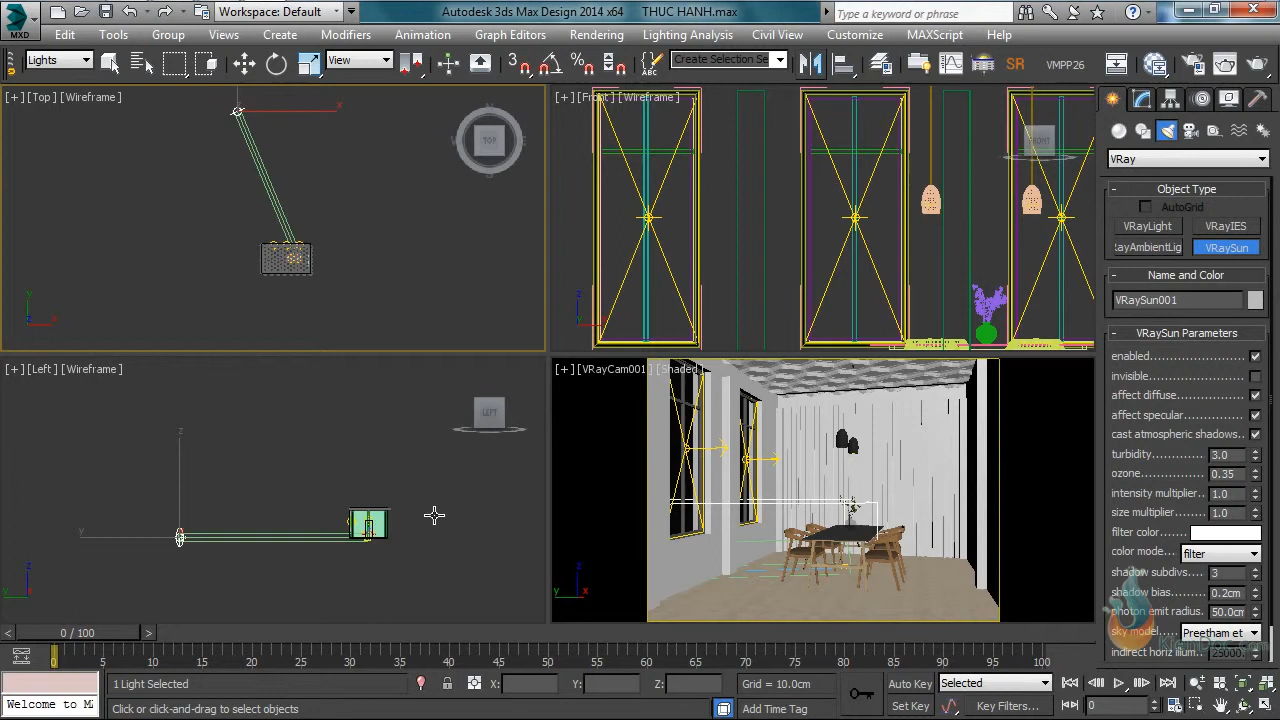 MXD
Workspace: Default
Autodesk 3ds Max Design 2014 x64 THUC HANH.max
Type a keyword or phrase
Edit Tools Group Views Create Modifiers Animation Graph Editors Rendering Lighting Analysis Civil View Customize MAXScript Help
Lights
View
3
ABC
Create Selection Se
SR
VMPP26
[+] [Top] [Wireframe]
TOP
x
y
z
x
[+] [Front] [Wireframe]
FRONT
z
y
x
[+] [Left] [Wireframe]
LEFT
z
y
z
y
x
[+] [VRayCam001] [Shaded]
z
y
x
VRay
- Object Type
AutoGrid
VRayLight VRayIES
RayAmbientLig VRaySun
- Name and Color
VRaySun001
- VRaySun Parameters
enabled
invisible
affect diffuse
affect specular
cast atmospheric shadows
turbidity 3.0
ozone 0.35
intensity multiplier 1.0
size multiplier 1.0
filter color
color mode filter
shadow subdivs 3
shadow bias 0.2cm
photon emit radius 50.0cm
sky model Preetham et
indirect horiz illum 25000.
< 0 / 100 >
0 5 10 15 20 25 30 35 40 45 50 55 60 65 70 75 80 85 90 95 100
1 Light Selected
X: Y: Z:
Grid = 10.0cm
Auto Key
Selected
Welcome to M
Click or click-and-drag to select objects
Add Time Tag
Set Key
Key Filters...
0